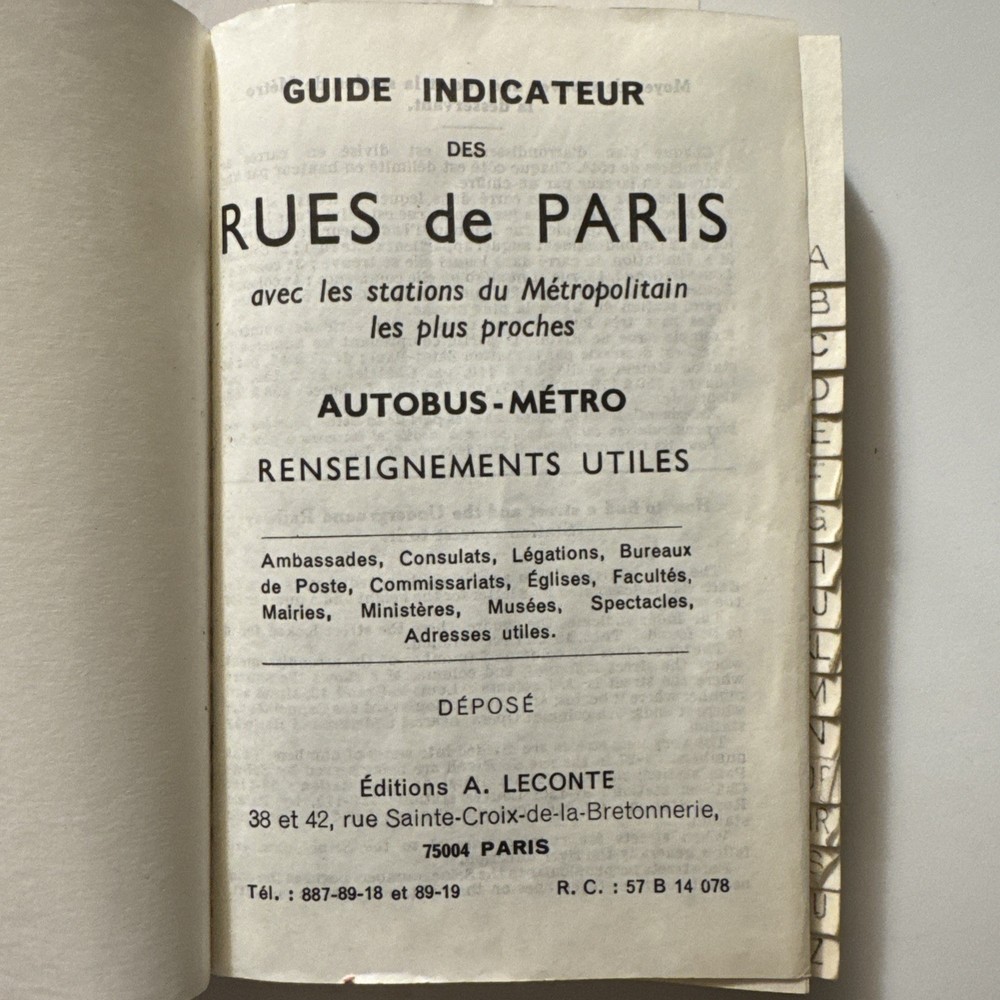 GUIDE INDICATEUR
DES
RUES de PARIS
avec les stations du Métropolitain
les plus proches
AUTOBUS-MÉTRO
RENSEIGNEMENTS UTILES
Ambassades, Consulats, Légations, Bureaux
de Poste, Commissariats, Églises, Facultés,
Mairies, Ministères, Musées, Spectacles,
Adresses utiles.
DÉPOSÉ
Éditions A. LECONTE
38 et 42, rue Sainte-Croix-de-la-Bretonnerie,
75004 PARIS
Tél. : 887-89-18 et 89-19 R. C. : 57 B 14 078
A
B
C
D
E
F
G
H
J
L
M
N
P
R
S
U
Z